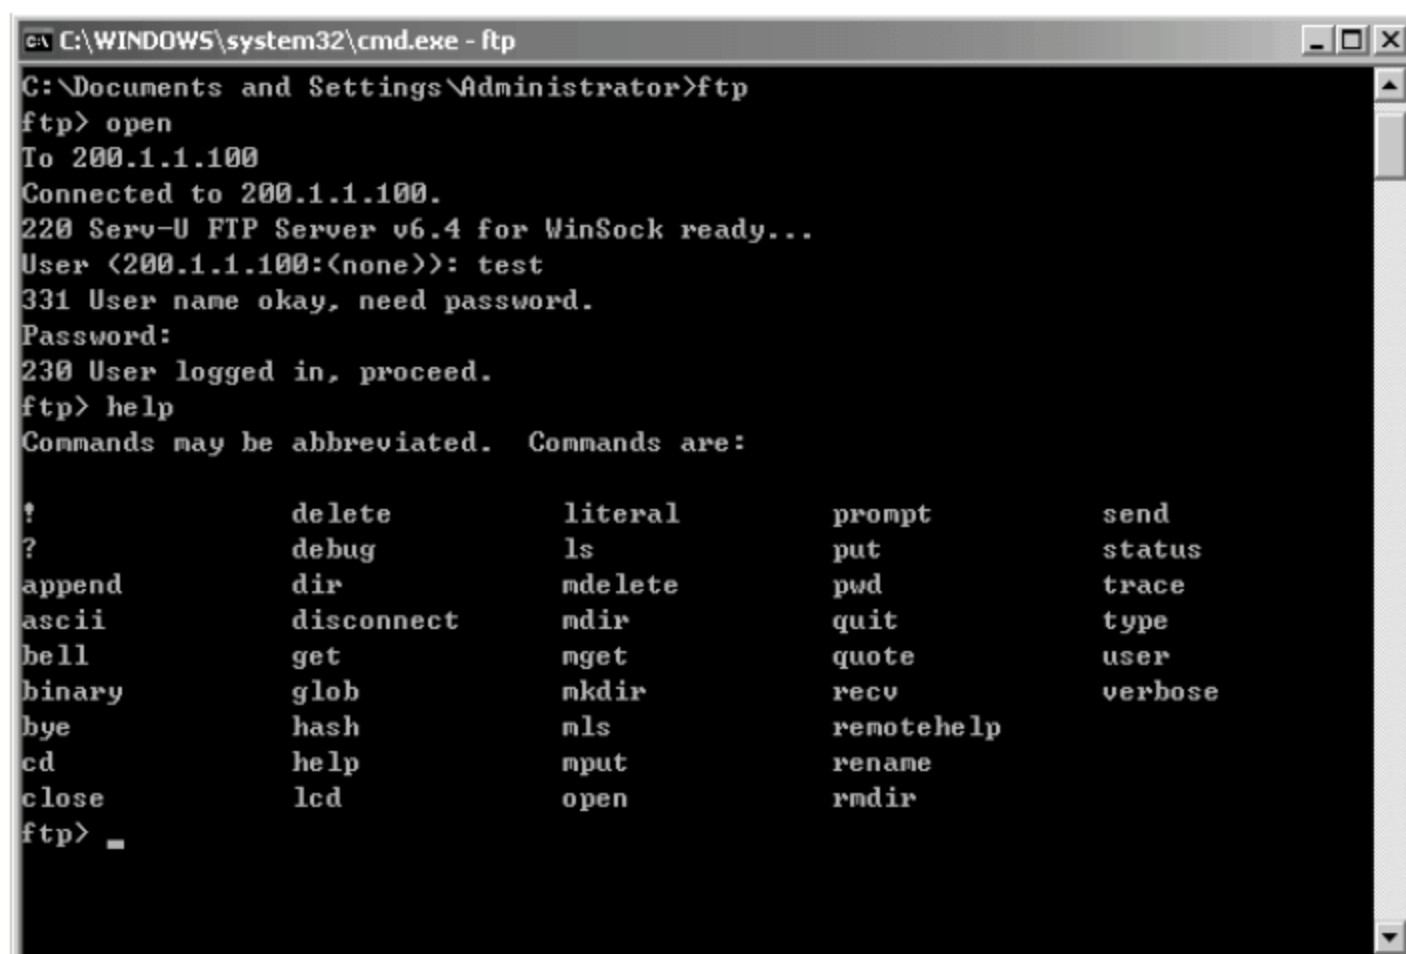 C:\WINDOWS\system32\cmd.exe - ftp
C:\Documents and Settings\Administrator>ftp
ftp> open
To 200.1.1.100
Connected to 200.1.1.100.
220 Serv-U FTP Server v6.4 for WinSock ready...
User (200.1.1.100:(none)): test
331 User name okay, need password.
Password:
230 User logged in, proceed.
ftp> help
Commands may be abbreviated.  Commands are:
!               delete          literal         prompt          send
?               debug           ls              put             status
append          dir             mdelete         pwd             trace
ascii           disconnect      mdir            quit            type
bell            get             mget            quote           user
binary          glob            mkdir           recv            verbose
bye             hash            mls             remotehelp
cd              help            mput            rename
close           lcd             open            rmdir
ftp> _